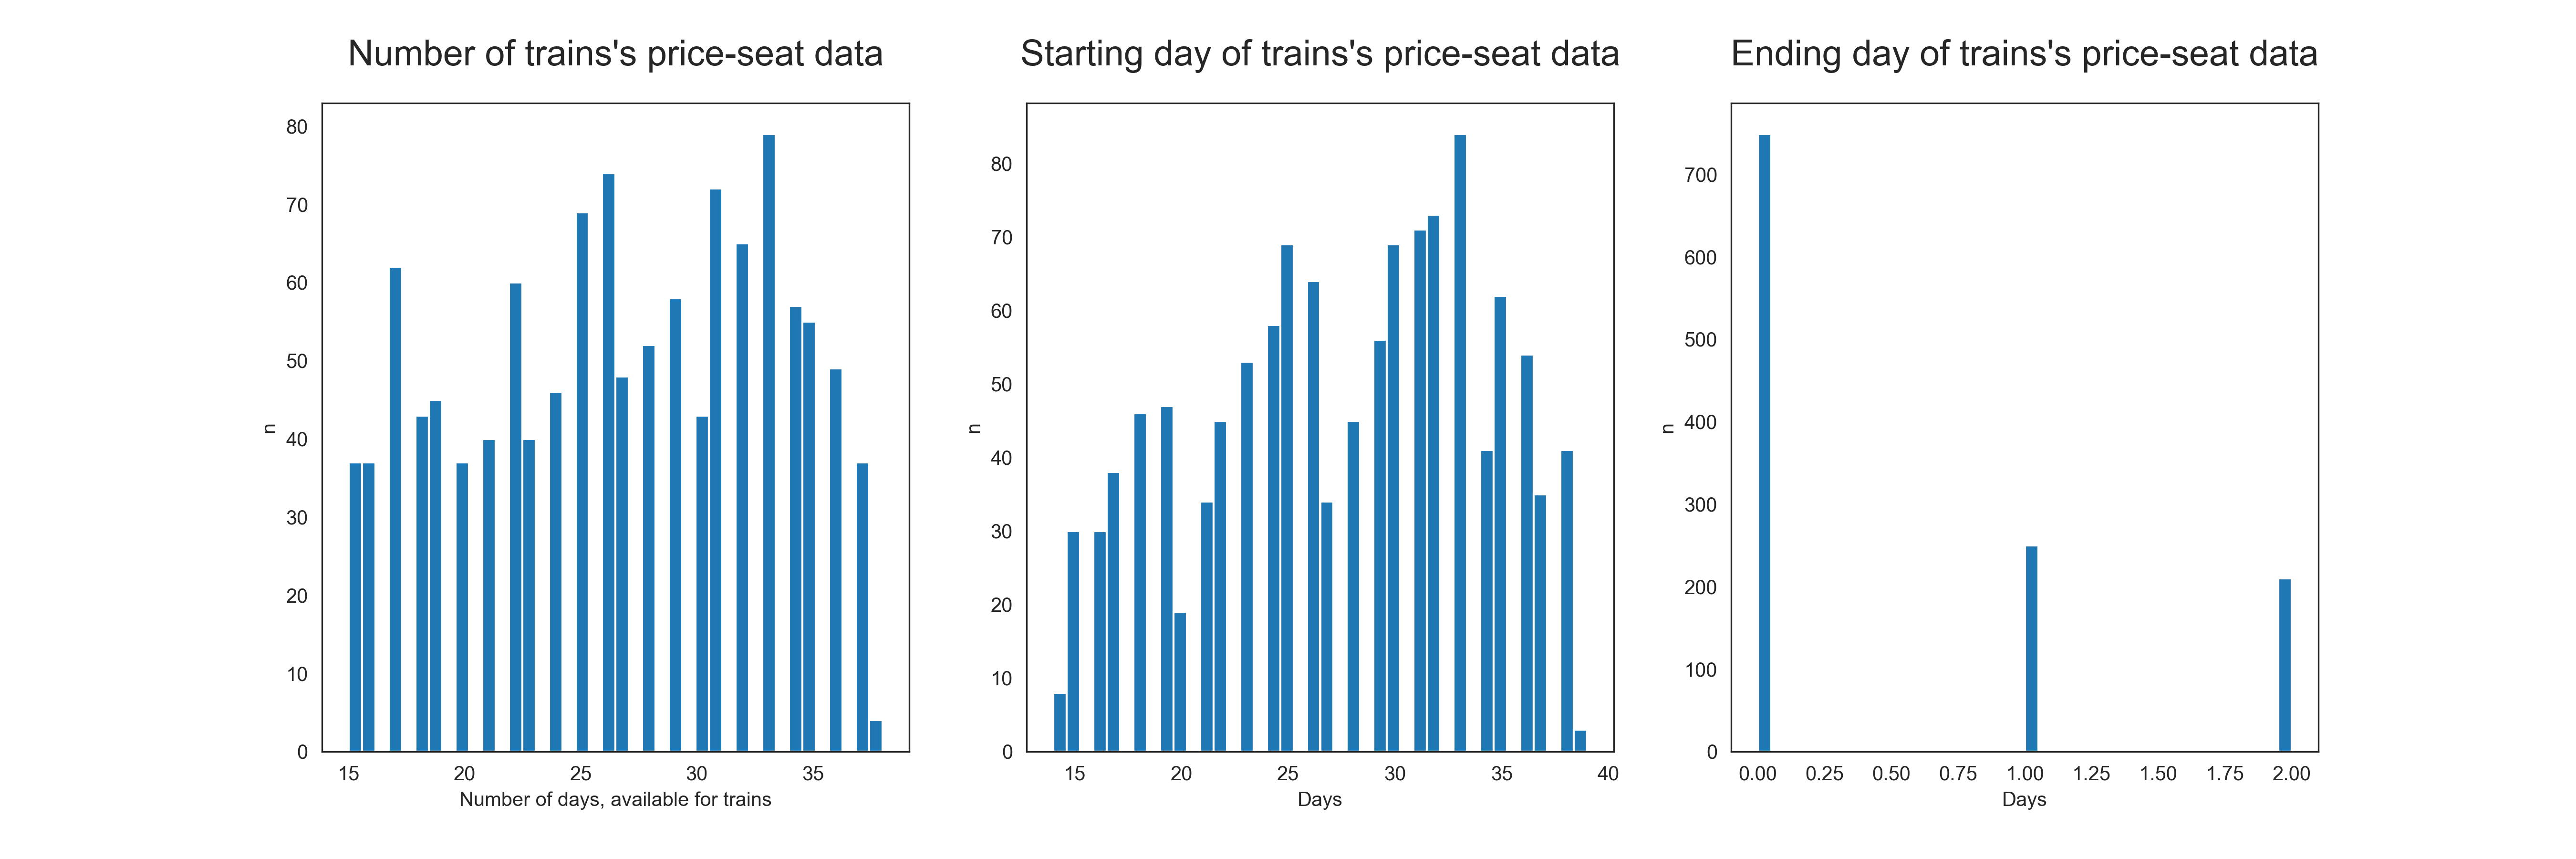 Number of trains's price-seat data
80
70
60
50
40
30
20
10
0
n
15 20 25 30 35
Number of days, available for trains
Starting day of trains's price-seat data
80
70
60
50
40
30
20
10
0
n
15 20 25 30 35 40
Days
Ending day of trains's price-seat data
700
600
500
400
300
200
100
0
n
0.00 0.25 0.50 0.75 1.00 1.25 1.50 1.75 2.00
Days